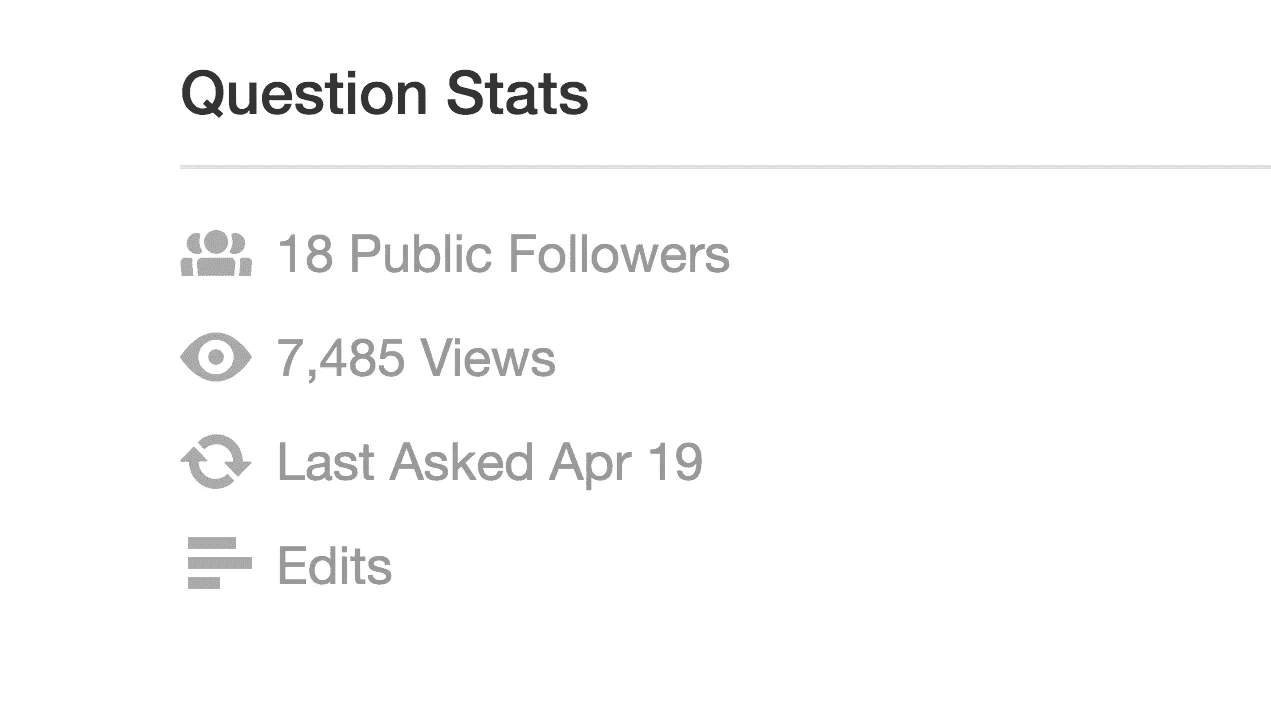 Question Stats
18 Public Followers
7,485 Views
Last Asked Apr 19
Edits